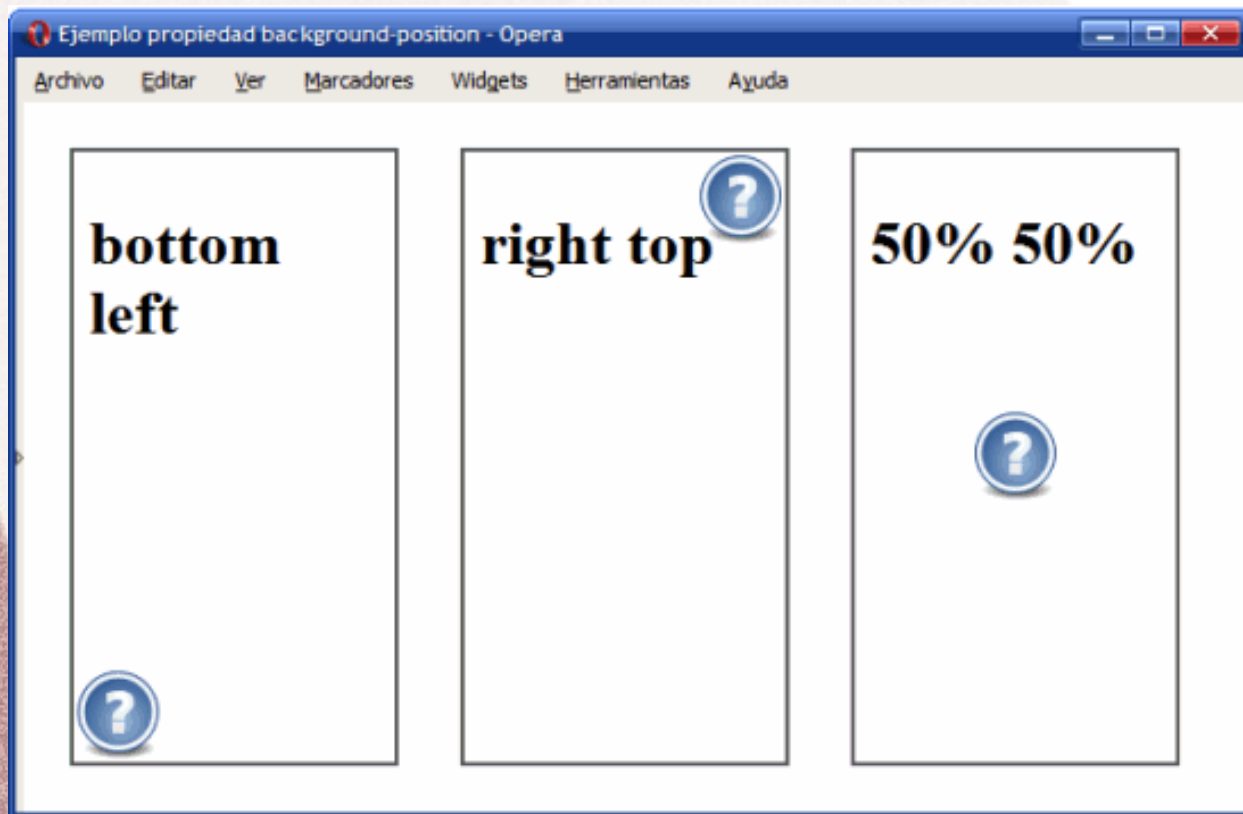 Ejemplo propiedad background-position - Opera
Archivo Editar Ver Marcadores Widgets Herramientas Ayuda
bottom
left
right top
50% 50%
?
?
?